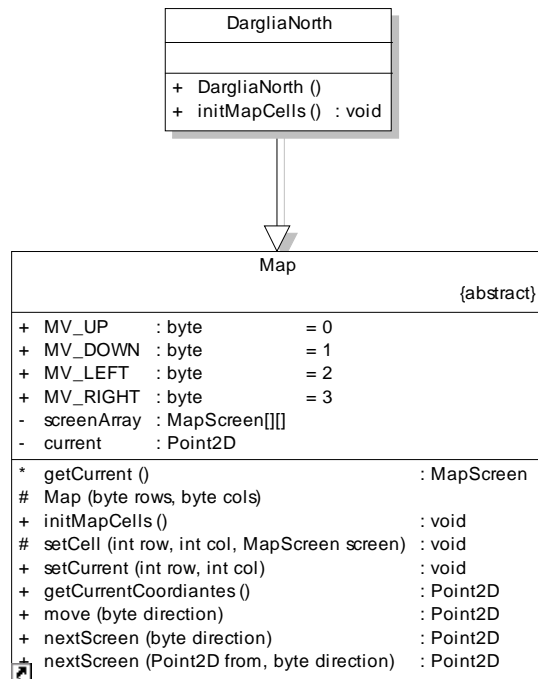 DargliaNorth
+ DargliaNorth ()
+ initMapCells () : void
Map
{abstract}
+ MV_UP : byte = 0
+ MV_DOWN : byte = 1
+ MV_LEFT : byte = 2
+ MV_RIGHT : byte = 3
- screenArray : MapScreen[][]
- current : Point2D
* getCurrent () : MapScreen
# Map (byte rows, byte cols)
+ initMapCells () : void
# setCell (int row, int col, MapScreen screen) : void
+ setCurrent (int row, int col) : void
+ getCurrentCoordiantes () : Point2D
+ move (byte direction) : Point2D
+ nextScreen (byte direction) : Point2D
+ nextScreen (Point2D from, byte direction) : Point2D